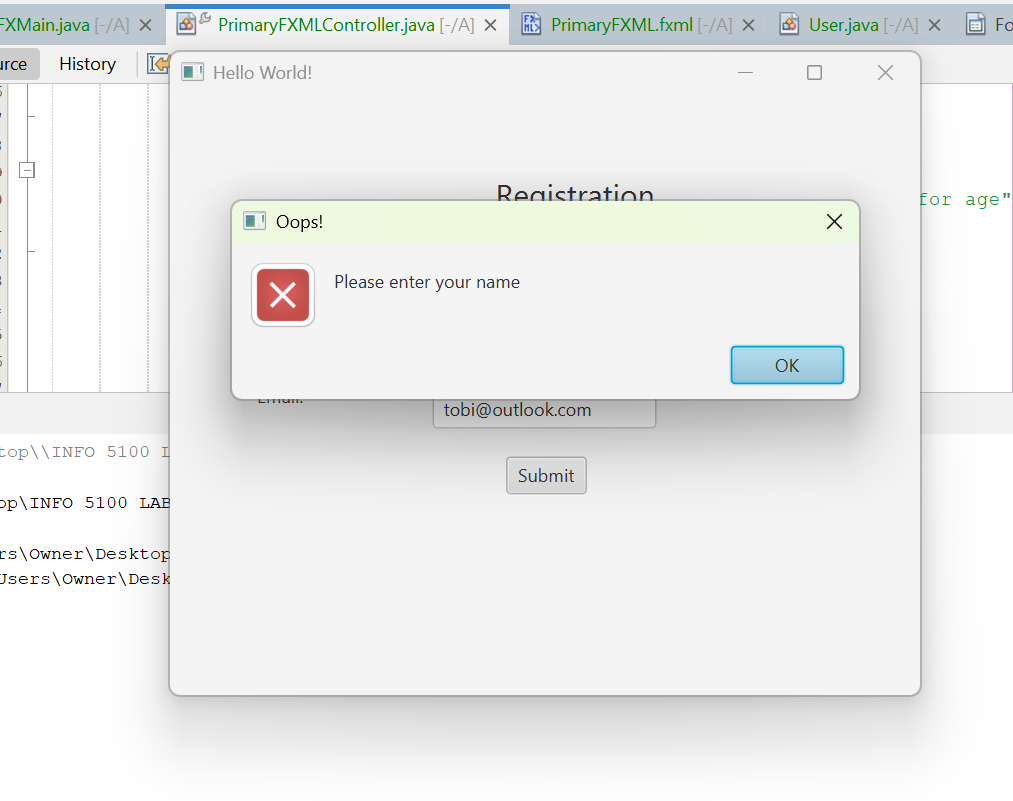 FXMain.java [-/A]
PrimaryFXMLController.java [-/A]
PrimaryFXML.fxml [-/A]
User.java [-/A]
Fo
urce
History
Hello World!
Registration
for age"
Oops!
Please enter your name
OK
Email:
tobi@outlook.com
Submit
top\\INFO 5100 L
op\INFO 5100 LAB
rs\Owner\Desktop
Users\Owner\Desk